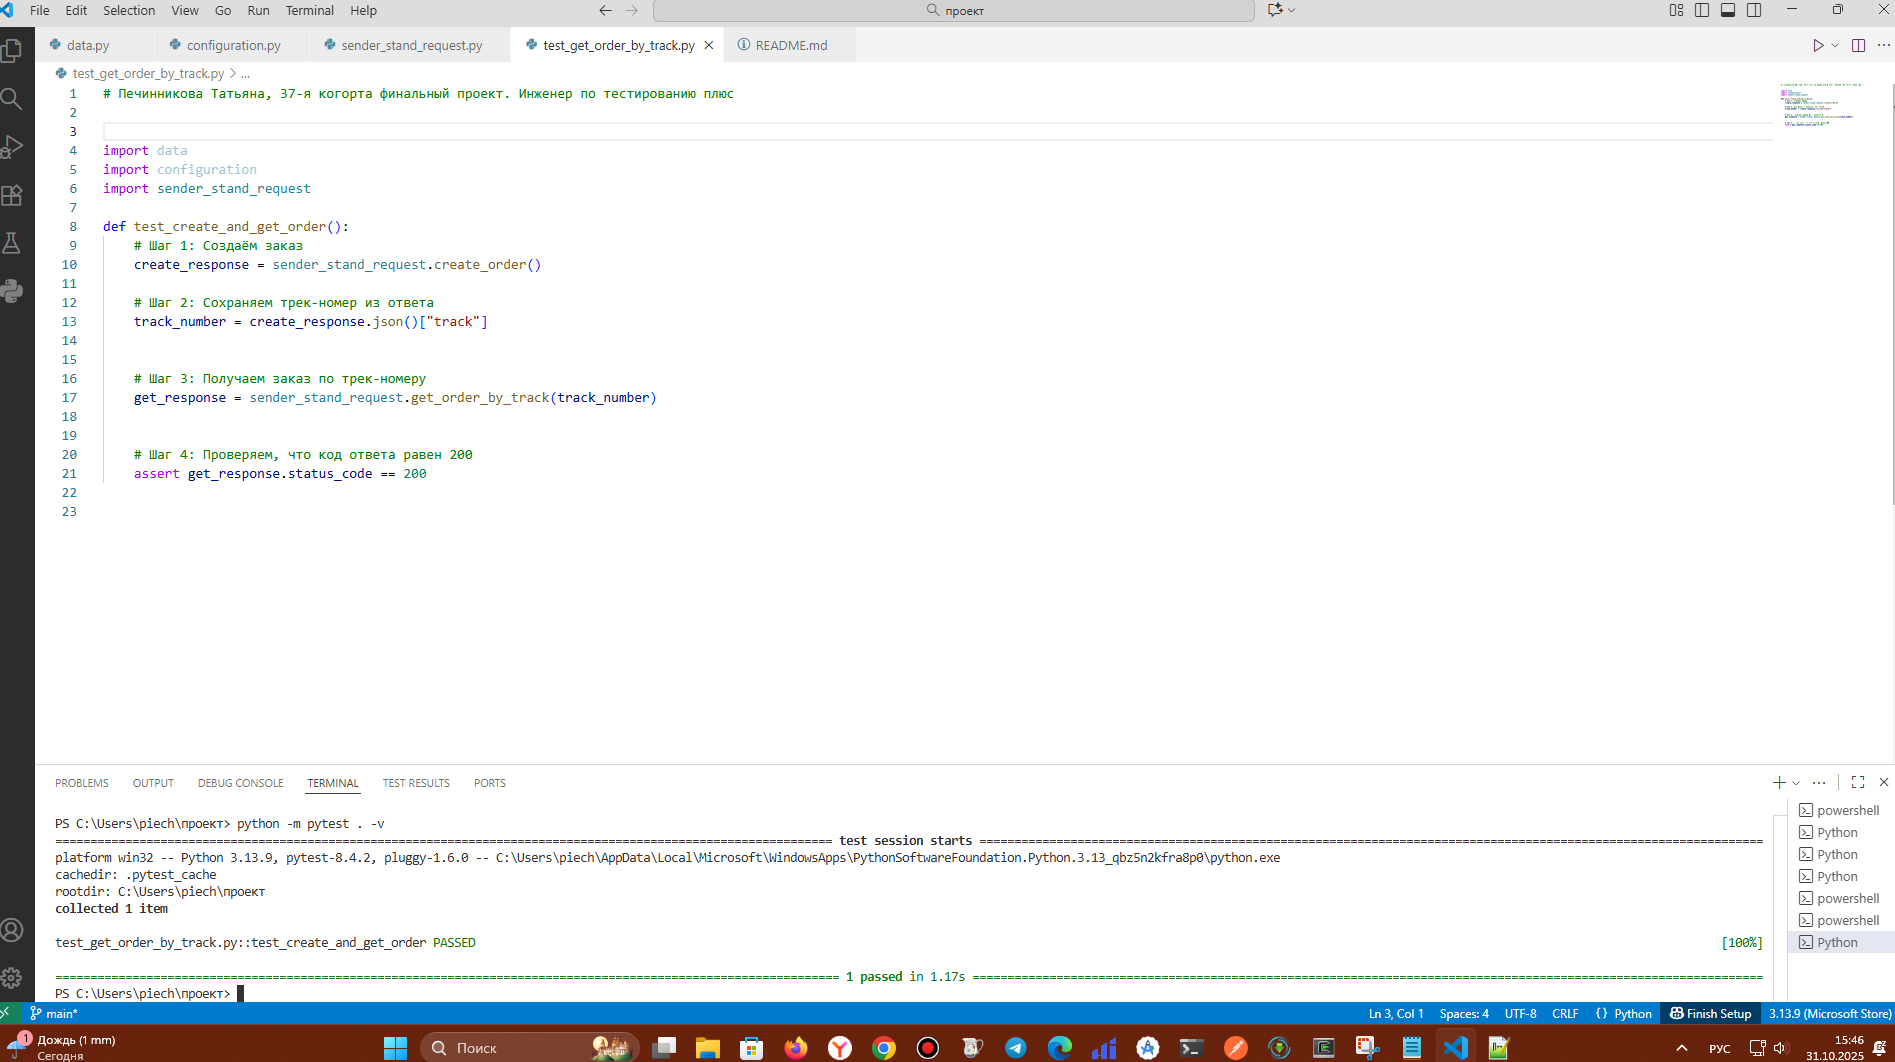 File Edit Selection View Go Run Terminal Help
проект
data.py configuration.py sender_stand_request.py test_get_order_by_track.py README.md
test_get_order_by_track.py > ...
1 # Печинникова Татьяна, 37-я когорта финальный проект. Инженер по тестированию плюс
2
3
4 import data
5 import configuration
6 import sender_stand_request
7
8 def test_create_and_get_order():
9 # Шаг 1: Создаём заказ
10 create_response = sender_stand_request.create_order()
11
12 # Шаг 2: Сохраняем трек-номер из ответа
13 track_number = create_response.json()["track"]
14
15
16 # Шаг 3: Получаем заказ по трек-номеру
17 get_response = sender_stand_request.get_order_by_track(track_number)
18
19
20 # Шаг 4: Проверяем, что код ответа равен 200
21 assert get_response.status_code == 200
22
23
PROBLEMS OUTPUT DEBUG CONSOLE TERMINAL TEST RESULTS PORTS
PS C:\Users\piech\проект> python -m pytest . -v
test session starts
platform win32 -- Python 3.13.9, pytest-8.4.2, pluggy-1.6.0 -- C:\Users\piech\AppData\Local\Microsoft\WindowsApps\PythonSoftwareFoundation.Python.3.13_qbz5n2kfra8p0\python.exe
cachedir: .pytest_cache
rootdir: C:\Users\piech\проект
collected 1 item
test_get_order_by_track.py::test_create_and_get_order PASSED [100%]
1 passed in 1.17s
PS C:\Users\piech\проект>
powershell
Python
Python
Python
powershell
powershell
Python
main* Ln 3, Col 1 Spaces: 4 UTF-8 CRLF {} Python Finish Setup 3.13.9 (Microsoft Store)
1
Дождь (1 mm)
Сегодня
Поиск
РУС
15:46
31.10.2025